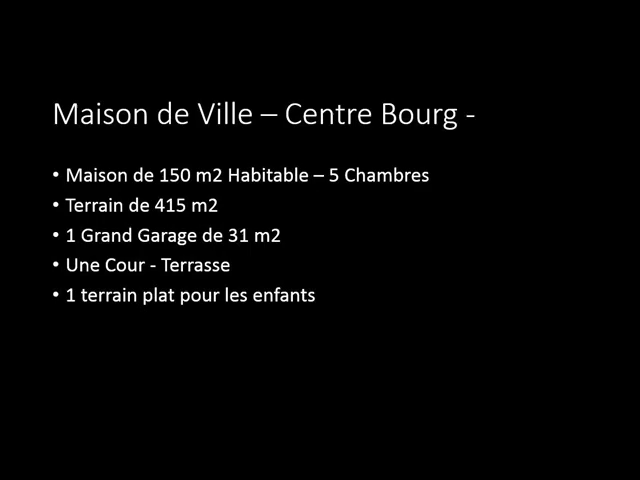 Maison de Ville – Centre Bourg -
• Maison de 150 m2 Habitable – 5 Chambres
• Terrain de 415 m2
• 1 Grand Garage de 31 m2
• Une Cour - Terrasse
• 1 terrain plat pour les enfants